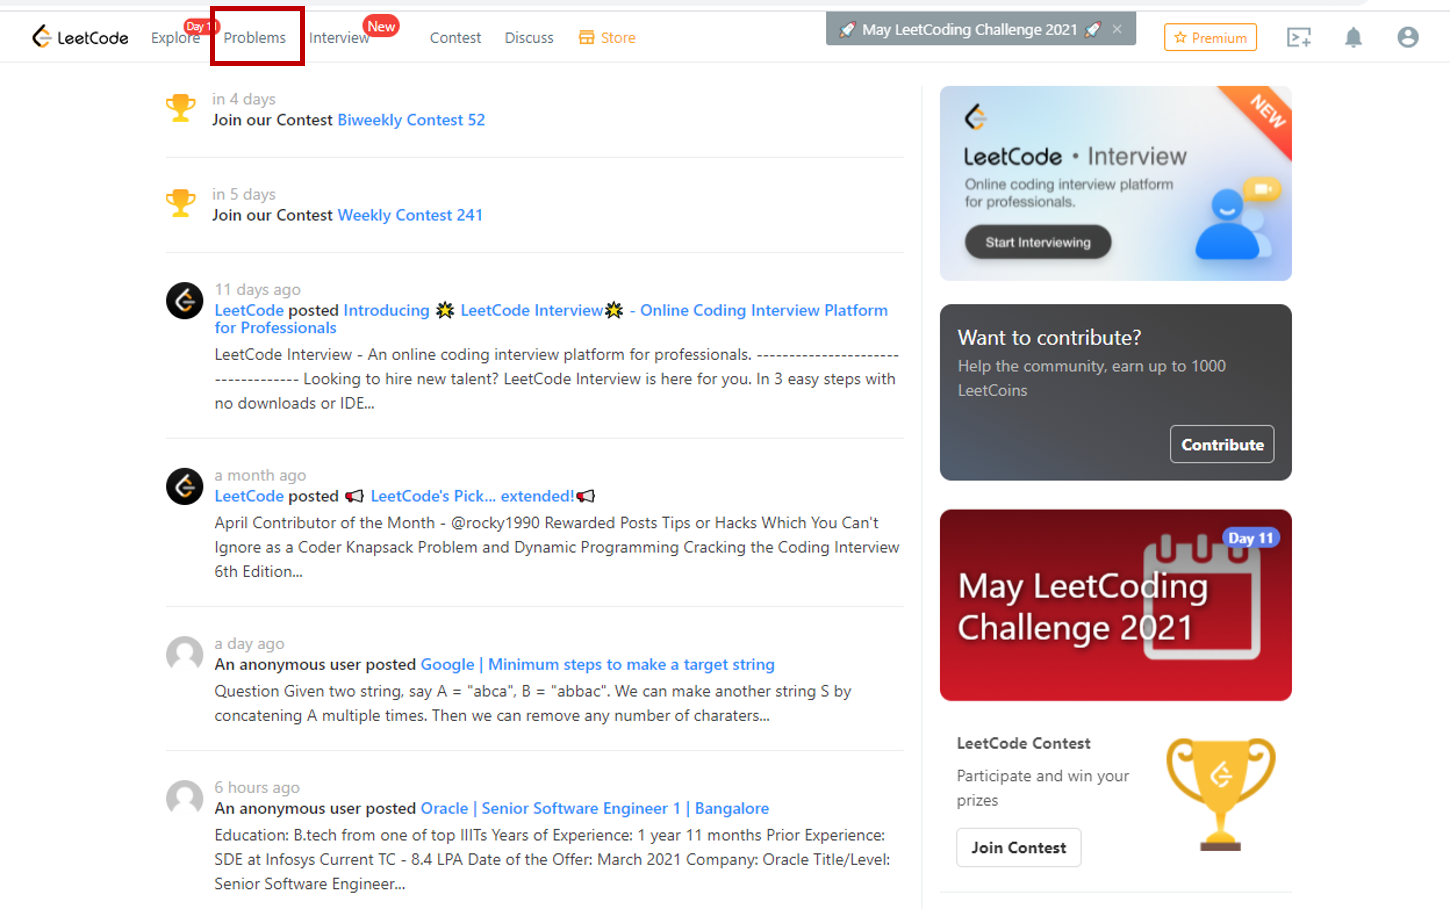 LeetCode Explore Day 11 Problems Interview New Contest Discuss Store May LeetCoding Challenge 2021 × Premium
in 4 days
Join our Contest Biweekly Contest 52
in 5 days
Join our Contest Weekly Contest 241
11 days ago
LeetCode posted Introducing 🌟 LeetCode Interview🌟 - Online Coding Interview Platform
for Professionals
LeetCode Interview - An online coding interview platform for professionals. ----------------------
------------- Looking to hire new talent? LeetCode Interview is here for you. In 3 easy steps with
no downloads or IDE...
a month ago
LeetCode posted 📢 LeetCode's Pick... extended!📢
April Contributor of the Month - @rocky1990 Rewarded Posts Tips or Hacks Which You Can't
Ignore as a Coder Knapsack Problem and Dynamic Programming Cracking the Coding Interview
6th Edition...
a day ago
An anonymous user posted Google | Minimum steps to make a target string
Question Given two string, say A = "abca", B = "abbac". We can make another string S by
concatening A multiple times. Then we can remove any number of charaters...
6 hours ago
An anonymous user posted Oracle | Senior Software Engineer 1 | Bangalore
Education: B.tech from one of top IIITs Years of Experience: 1 year 11 months Prior Experience:
SDE at Infosys Current TC - 8.4 LPA Date of the Offer: March 2021 Company: Oracle Title/Level:
Senior Software Engineer...
NEW
LeetCode • Interview
Online coding interview platform
for professionals.
Start Interviewing
Want to contribute?
Help the community, earn up to 1000
LeetCoins
Contribute
Day 11
May LeetCoding
Challenge 2021
LeetCode Contest
Participate and win your
prizes
Join Contest